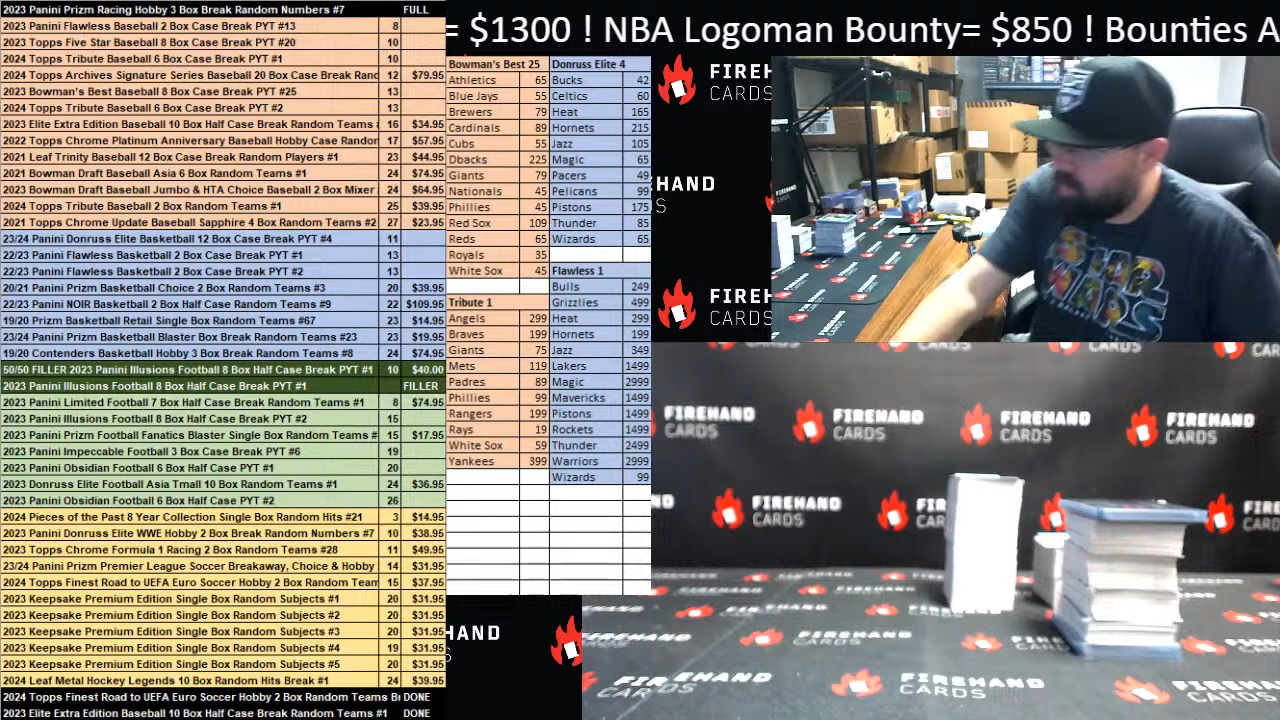 2023 Panini Prizm Racing Hobby 3 Box Break Random Numbers #7 FULL
2023 Panini Flawless Baseball 2 Box Break PYT #13 8
2023 Topps Five Star Baseball 8 Box Case Break PYT #20 10
2024 Topps Tribute Baseball 6 Box Case Break PYT #1 10
2024 Topps Archives Signature Series Baseball 20 Box Case Break Ranc 12 $79.95
2023 Bowman's Best Baseball 8 Box Case Break PYT #25 13
2024 Topps Tribute Baseball 6 Box Case Break PYT #2 13
2023 Elite Extra Edition Baseball 10 Box Half Case Break Random Teams 16 $34.95
2022 Topps Chrome Platinum Anniversary Baseball Hobby Case Randor 17 $57.95
2021 Leaf Trinity Baseball 12 Box Case Break Random Players #1 23 $44.95
2021 Bowman Draft Baseball Asia 6 Box Random Teams #1 24 $74.95
2023 Bowman Draft Baseball Jumbo & HTA Choice Baseball 2 Box Mixer 24 $64.95
2024 Topps Tribute Baseball 2 Box Random Teams #1 25 $39.95
2021 Topps Chrome Update Baseball Sapphire 4 Box Random Teams #2 27 $23.95
23/24 Panini Donruss Elite Basketball 12 Box Case Break PYT #4 11
22/23 Panini Flawless Basketball 2 Box Case Break PYT #1 13
22/23 Panini Flawless Basketball 2 Box Case Break PYT #2 13
20/21 Panini Prizm Basketball Choice 2 Box Random Teams #3 20 $39.95
22/23 Panini NOIR Basketball 2 Box Half Case Random Teams #9 22 $109.95
19/20 Prizm Basketball Retail Single Box Random Teams #67 23 $14.95
23/24 Panini Prizm Basketball Blaster Box Break Random Teams #23 23 $19.95
19/20 Contenders Basketball Hobby 3 Box Break Random Teams #8 24 $74.95
50/50 FILLER 2023 Panini Illusions Football 8 Box Half Case Break PYT #1 10 $40.00
2023 Panini Illusions Football 8 Box Half Case Break PYT #1 FILLER
2023 Panini Limited Football 7 Box Half Case Break Random Teams #1 8 $74.95
2023 Panini Illusions Football 8 Box Half Case Break PYT #2 15
2023 Panini Prizm Football Fanatics Blaster Single Box Random Teams # 15 $17.95
2023 Panini Impeccable Football 3 Box Case Break PYT #6 19
2023 Panini Obsidian Football 6 Box Half Case PYT #1 20
2023 Donruss Elite Football Asia Tmall 10 Box Random Teams #1 24 $36.95
2023 Panini Obsidian Football 6 Box Half Case PYT #2 26
2024 Pieces of the Past 8 Year Collection Single Box Random Hits #21 3 $14.95
2023 Panini Donruss Elite WWE Hobby 2 Box Break Random Numbers #7 10 $38.95
2023 Topps Chrome Formula 1 Racing 2 Box Random Teams #28 11 $49.95
23/24 Panini Prizm Premier League Soccer Breakaway, Choice & Hobby 14 $31.95
2024 Topps Finest Road to UEFA Euro Soccer Hobby 2 Box Random Team 15 $37.95
2023 Keepsake Premium Edition Single Box Random Subjects #1 20 $31.95
2023 Keepsake Premium Edition Single Box Random Subjects #2 20 $31.95
2023 Keepsake Premium Edition Single Box Random Subjects #3 20 $31.95
2023 Keepsake Premium Edition Single Box Random Subjects #4 19 $31.95
2023 Keepsake Premium Edition Single Box Random Subjects #5 20 $31.95
2024 Leaf Metal Hockey Legends 10 Box Random Hits Break #1 24 $39.95
2024 Topps Finest Road to UEFA Euro Soccer Hobby 2 Box Random Teams Br DONE
2023 Elite Extra Edition Baseball 10 Box Half Case Break Random Teams #1 DONE
= $1300 ! NBA Logoman Bounty= $850 ! Bounties A
Bowman's Best 25
Athletics 65
Blue Jays 55
Brewers 79
Cardinals 89
Cubs 55
Dbacks 225
Giants 79
Nationals 45
Phillies 45
Red Sox 109
Reds 65
Royals 35
White Sox 45
Tribute 1
Angels 299
Braves 199
Giants 75
Mets 119
Padres 89
Phillies 99
Rangers 199
Rays 19
White Sox 59
Yankees 399
Donruss Elite 4
Bucks 42
Celtics 60
Heat 165
Hornets 215
Jazz 105
Magic 65
Pacers 49
Pelicans 99
Pistons 175
Thunder 85
Wizards 65
Flawless 1
Bulls 249
Grizzlies 499
Heat 299
Hornets 199
Jazz 349
Lakers 1499
Magic 2999
Mavericks 1499
Pistons 1499
Rockets 1499
Thunder 2499
Warriors 2999
Wizards 99
FIREH
CARDS
HAND
S
FIREH
CARDS
HAND
S
STAR
WARS
FIREHAND
CARDS
FIREHAND
CARDS
FIREHAND
CARDS
FIREHAND
CARDS
FIREHAND
CARDS